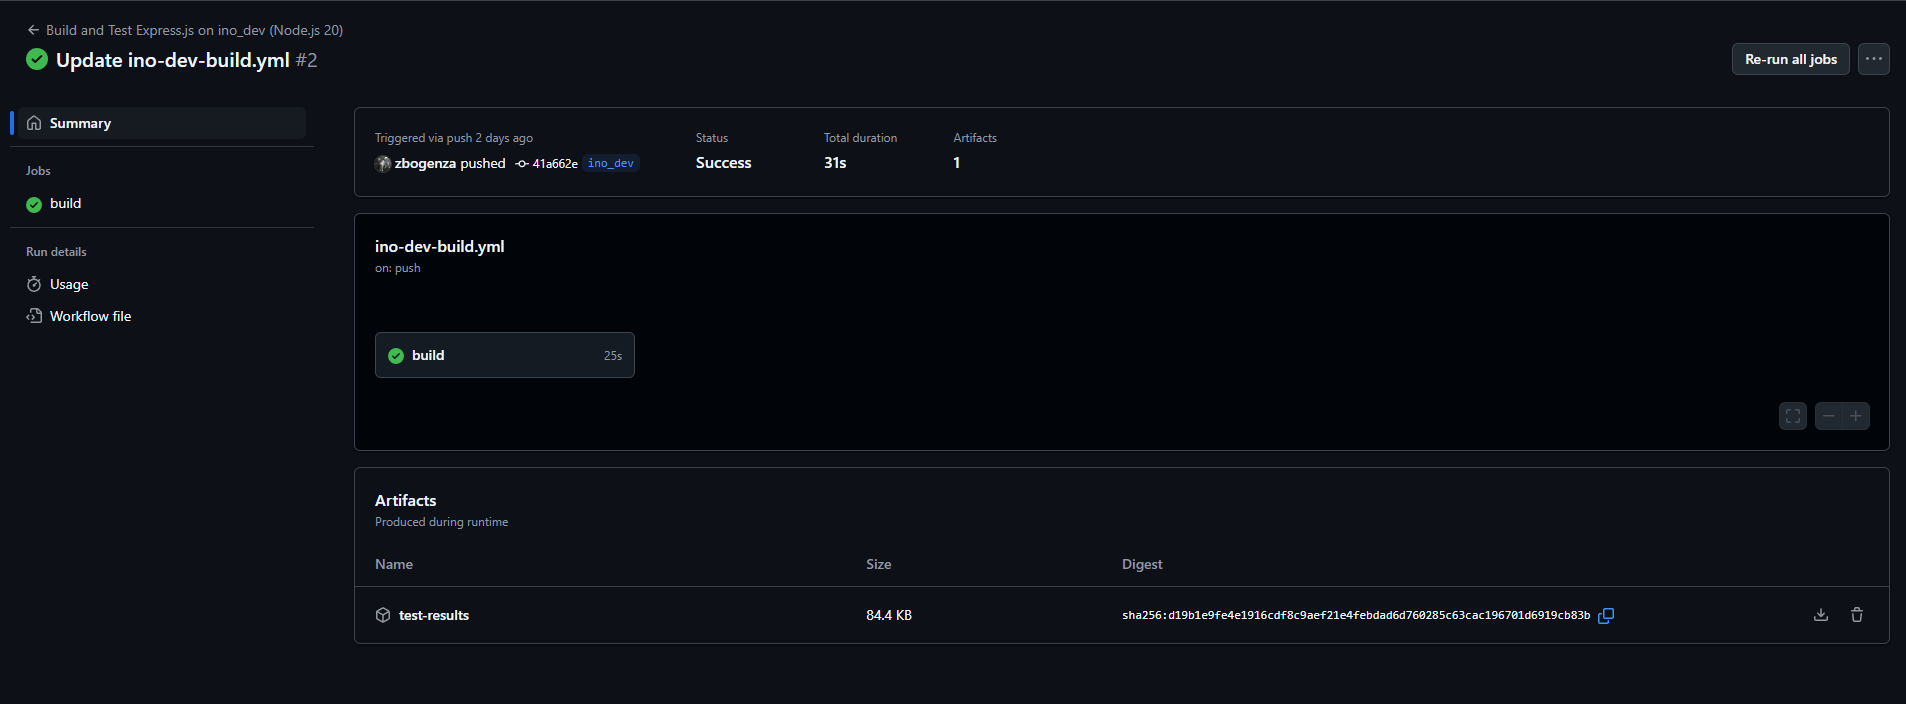 Build and Test Express.js on ino_dev (Node.js 20)
Update ino-dev-build.yml #2
Re-run all jobs
Summary
Jobs
build
Run details
Usage
Workflow file
Triggered via push 2 days ago
zbogenza pushed 41a662e ino_dev
Status
Success
Total duration
31s
Artifacts
1
ino-dev-build.yml
on: push
build 25s
Artifacts
Produced during runtime
Name Size Digest
test-results 84.4 KB sha256:d19b1e9fe4e1916cdf8c9aef21e4febdad6d760285c63cac196701d6919cb83b